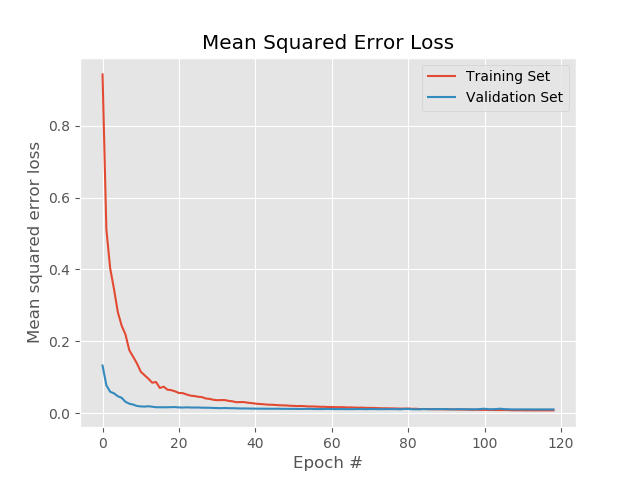 Mean Squared Error Loss
Training Set
Validation Set
Mean squared error loss
0.8
0.6
0.4
0.2
0.0
0 20 40 60 80 100 120
Epoch #